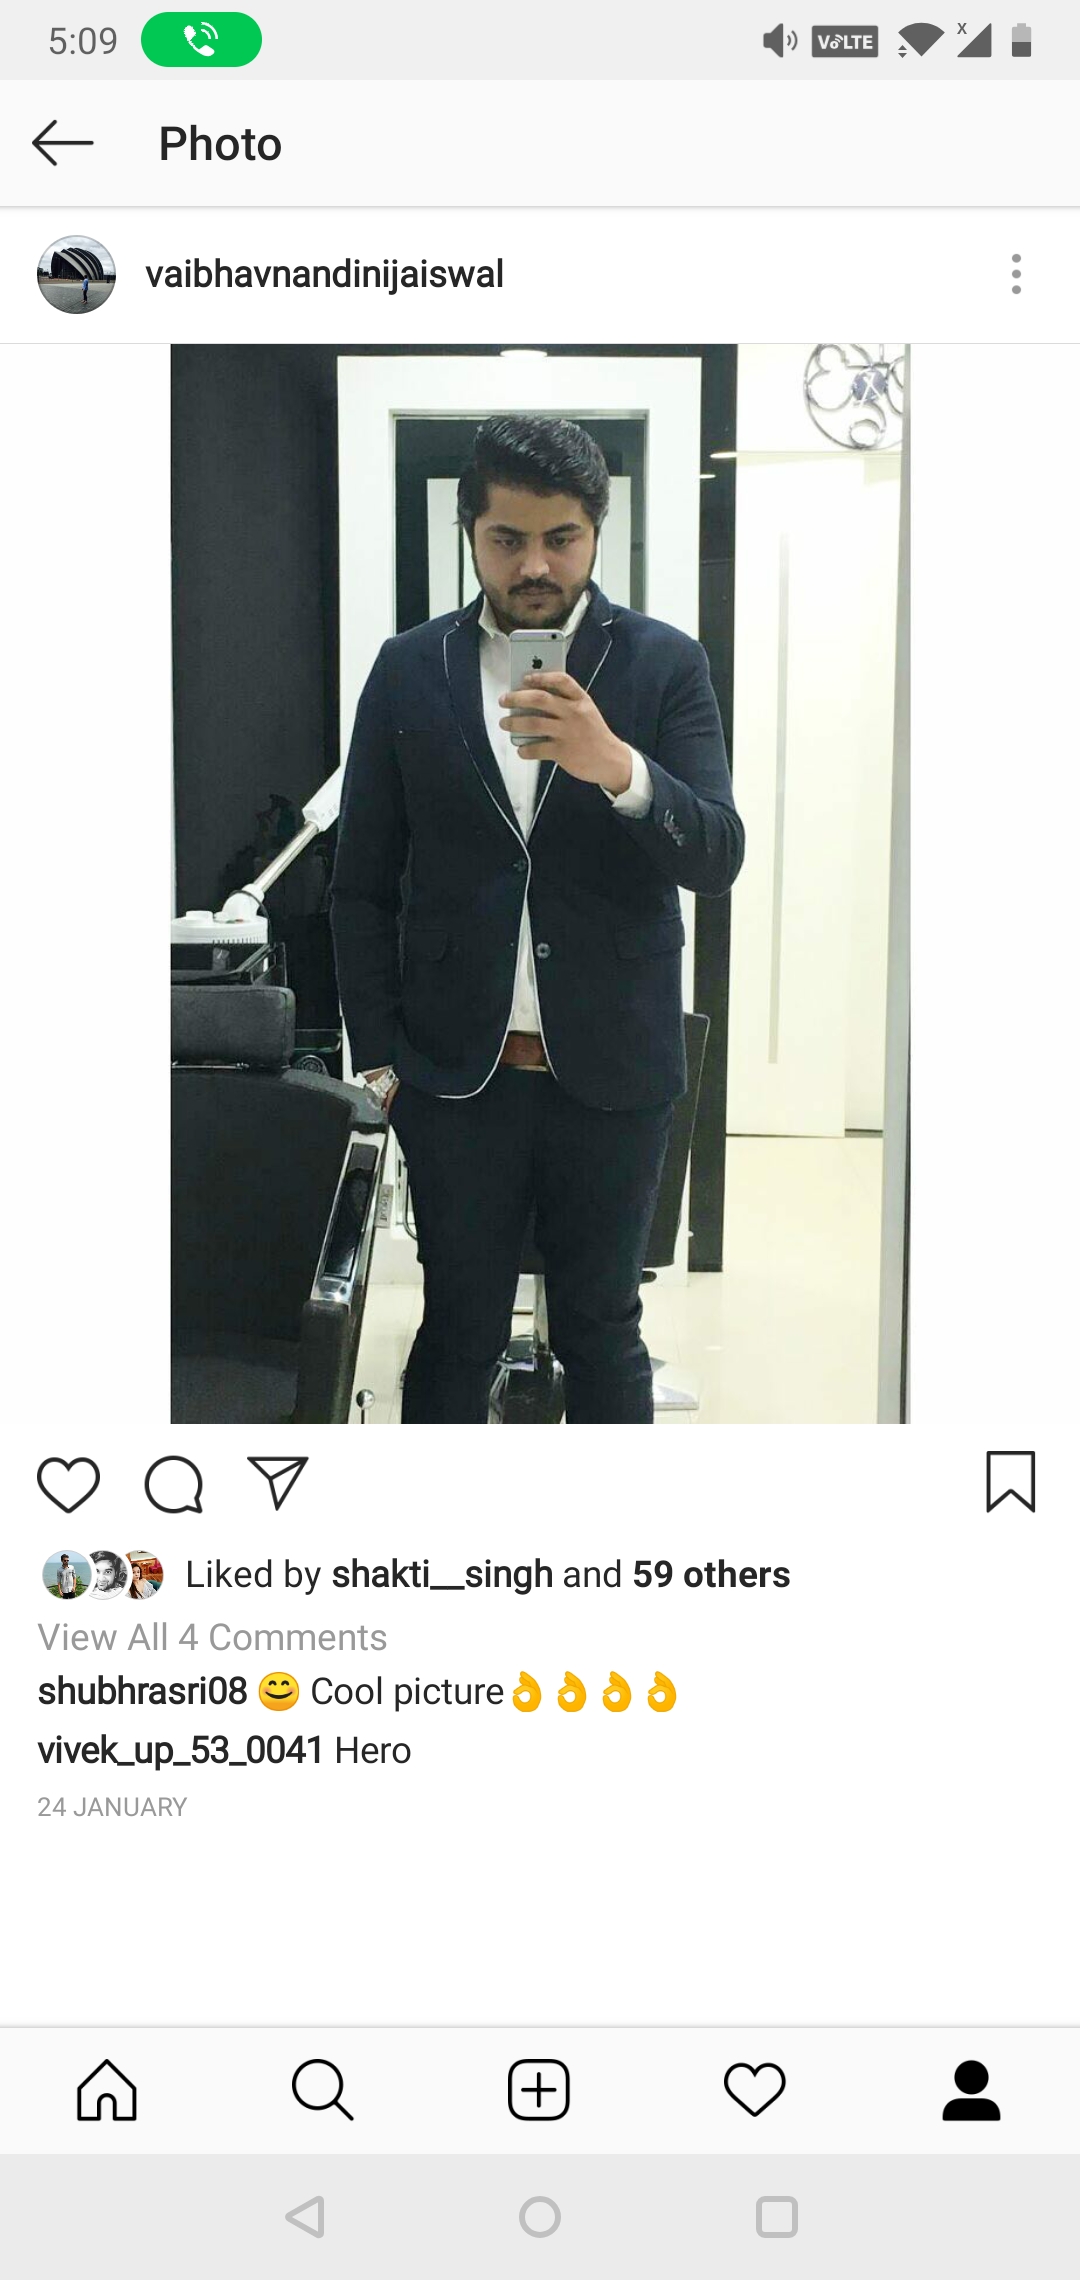 5:09
VoLTE
X
Photo
vaibhavnandinijaiswal
Liked by shakti__singh and 59 others
View All 4 Comments
shubhrasri08 😊 Cool picture👌👌👌👌
vivek_up_53_0041 Hero
24 JANUARY